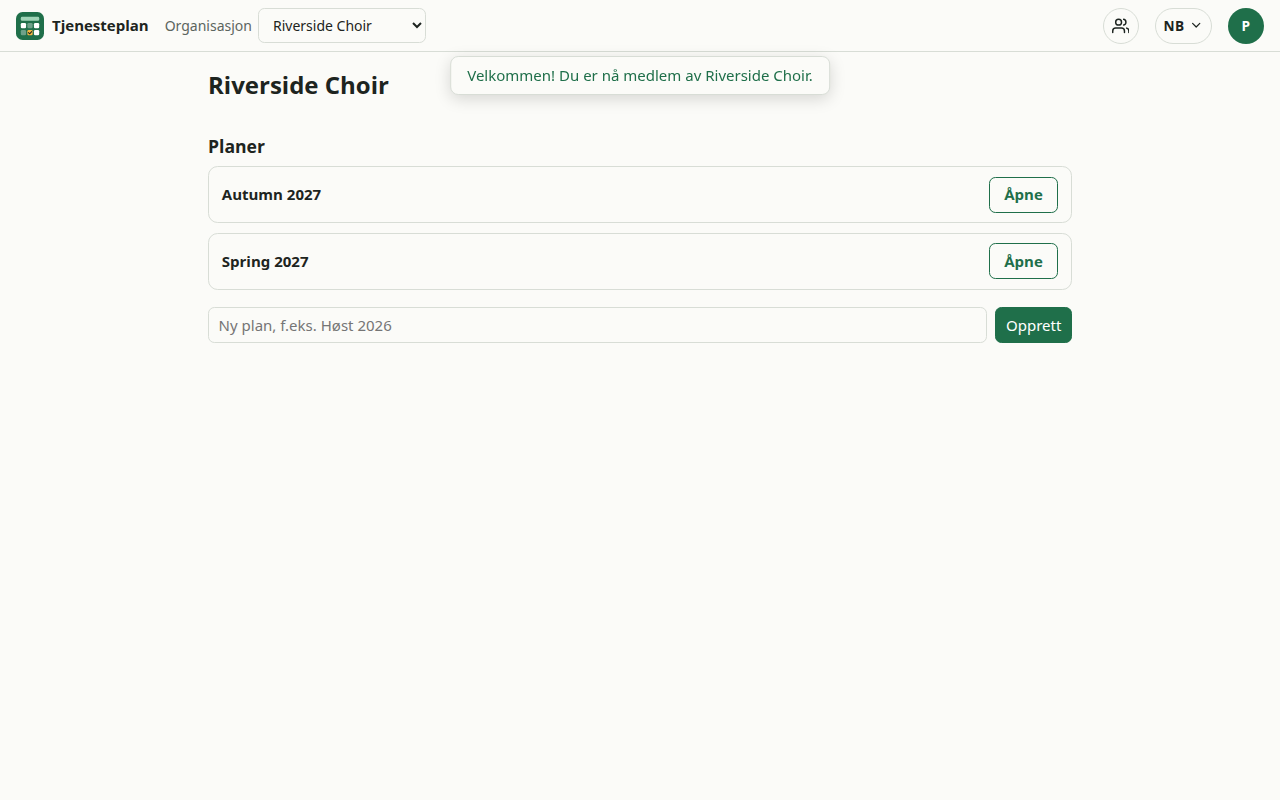 Tjenesteplan Organisasjon Riverside Choir NB P
Velkommen! Du er nå medlem av Riverside Choir.
Riverside Choir
Planer
Autumn 2027 Åpne
Spring 2027 Åpne
Ny plan, f.eks. Høst 2026 Opprett